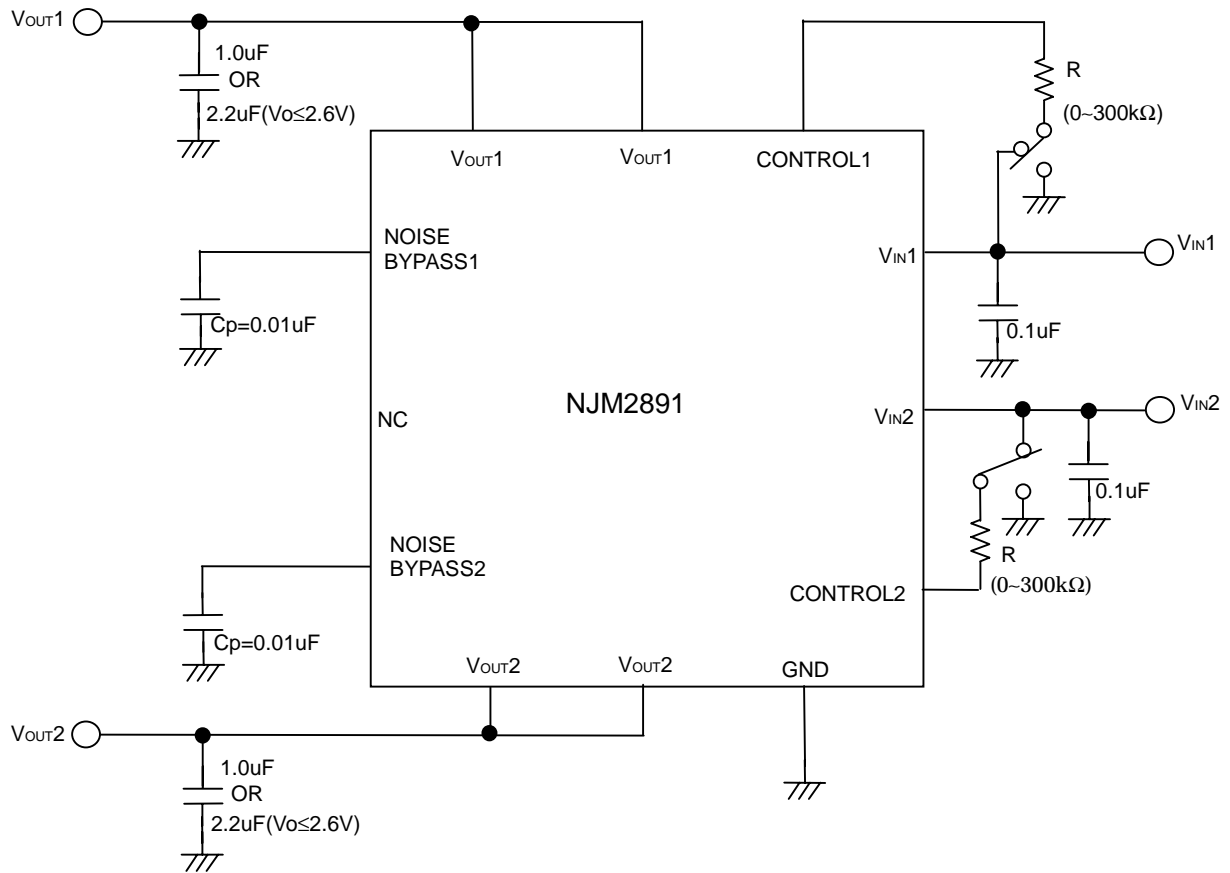 VOUT1
1.0uF
OR
2.2uF(Vo≤2.6V)
R
(0~300kΩ)
VOUT1
VOUT1
CONTROL1
NOISE
BYPASS1
VIN1
VIN1
Cp=0.01uF
0.1uF
NJM2891
NC
VIN2
VIN2
0.1uF
NOISE
BYPASS2
R
(0~300kΩ)
CONTROL2
Cp=0.01uF
VOUT2
VOUT2
GND
VOUT2
1.0uF
OR
2.2uF(Vo≤2.6V)